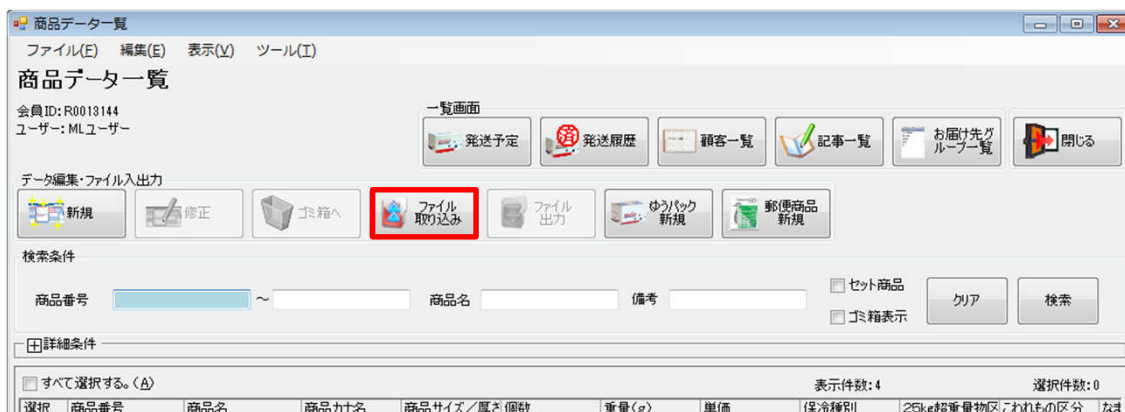 商品データ一覧
ファイル(F) 編集(E) 表示(V) ツール(T)
商品データ一覧
会員ID:R0013144
ユーザー:MLユーザー
一覧画面
発送予定
済 発送履歴
顧客一覧
記事一覧
お届け先グ
ループ一覧
閉じる
データ編集・ファイル入出力
新規
修正
ゴミ箱へ
ファイル
取り込み
ファイル
出力
ゆうパック
新規
郵便商品
新規
検索条件
商品番号 ~ 商品名 備考
セット商品
ゴミ箱表示
クリア
検索
詳細条件
すべて選択する。(A) 表示件数:4 選択件数:0
選択 商品番号 商品名 商品カナ名 商品サイズ/厚さ 個数 重量(g) 単価 保冷種別 25kg超重量物区 こわれもの区分 なま